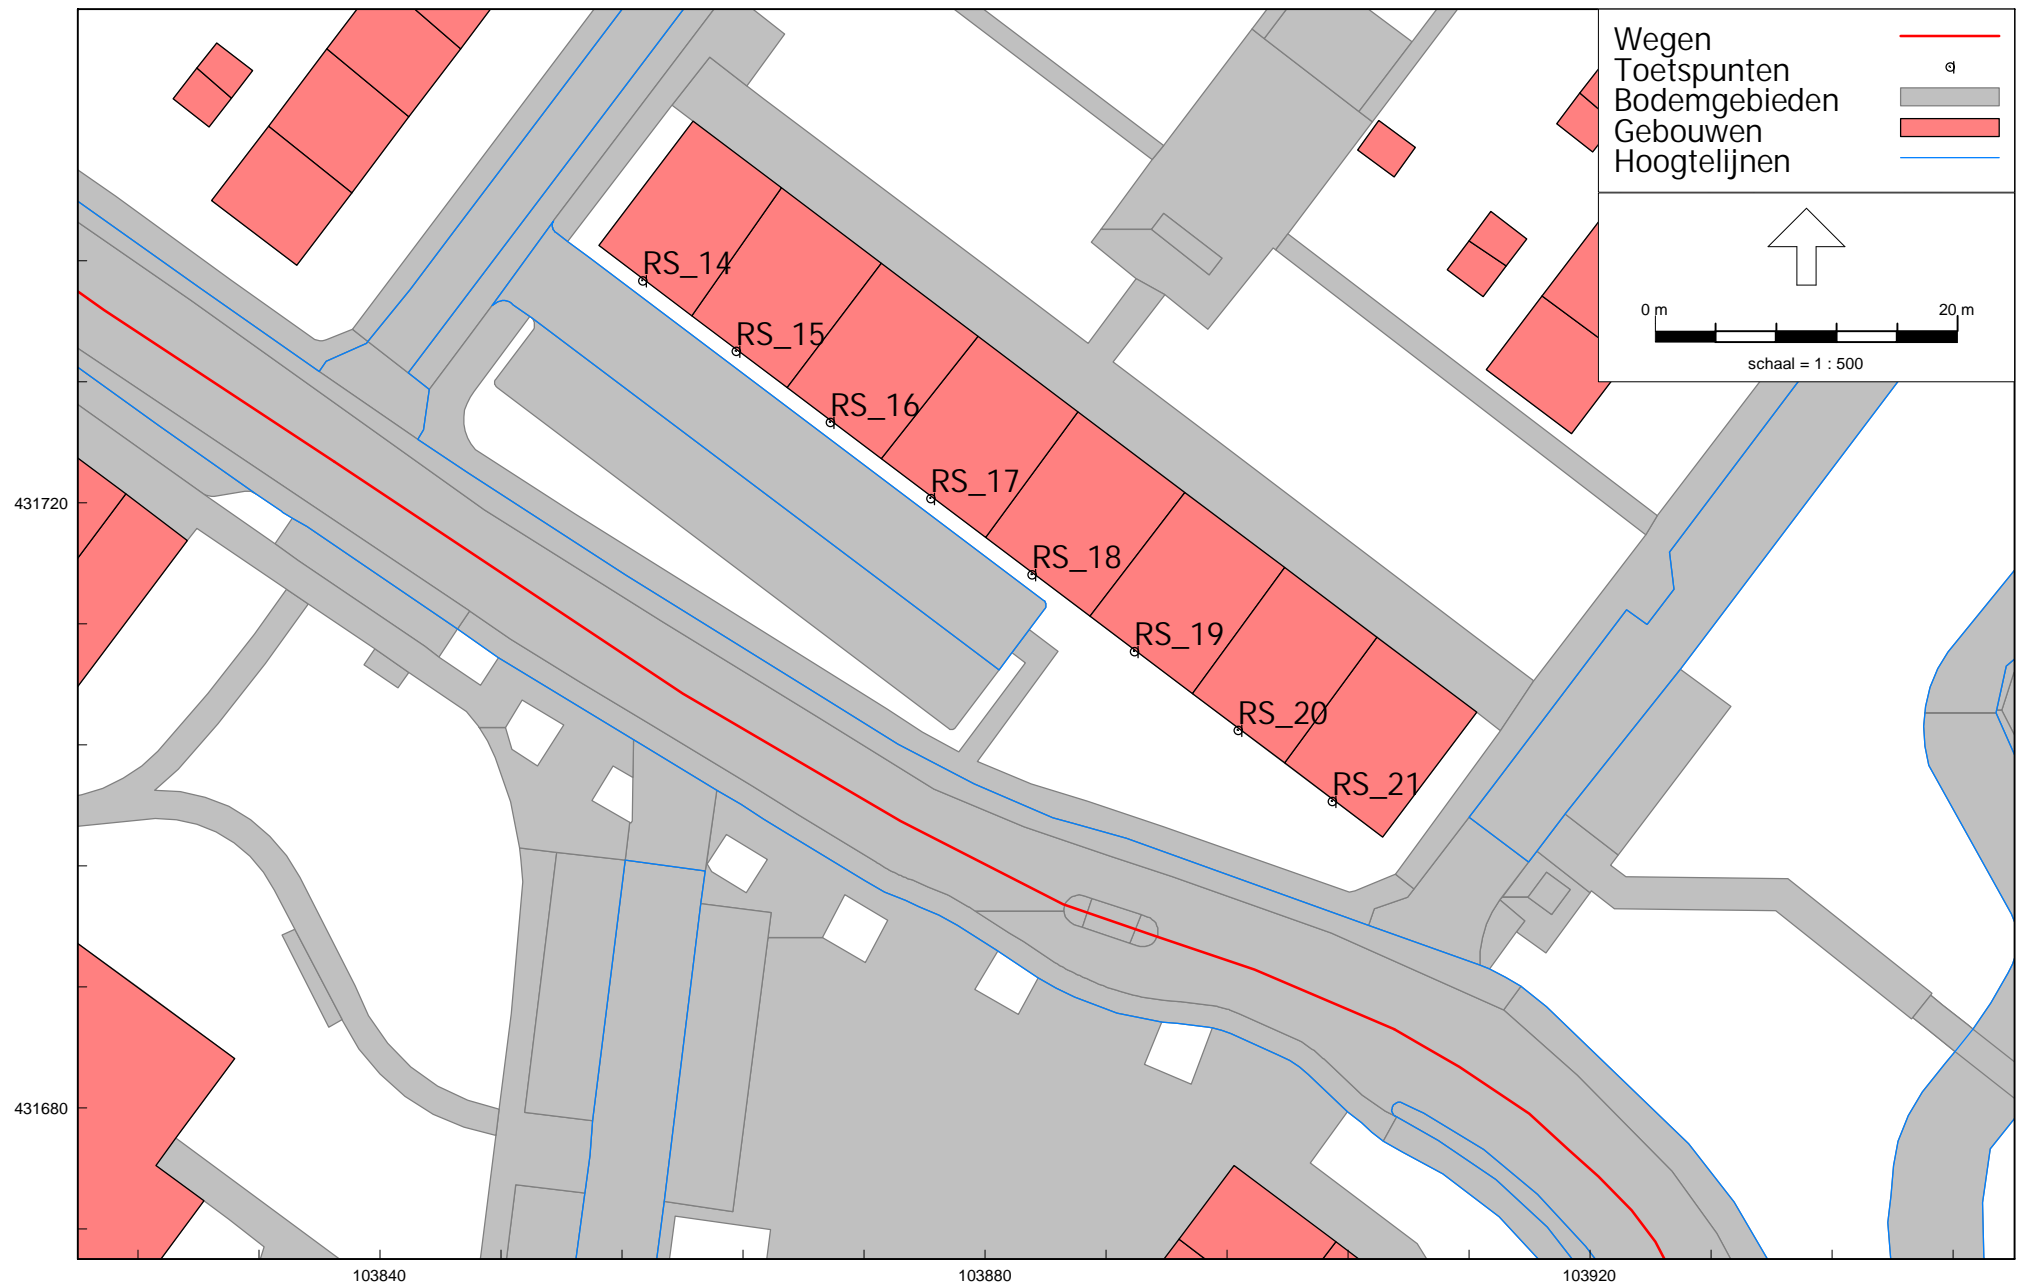 Wegen
Toetspunten
Bodemgebieden
Gebouwen
Hoogtelijnen
0 m 20 m
schaal = 1 : 500
RS_14
RS_15
RS_16
RS_17
RS_18
RS_19
RS_20
RS_21
431720
431680
103840 103880 103920